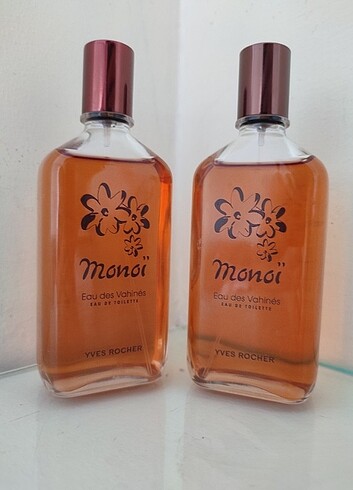 Monoï
Eau des Vahinés
EAU DE TOILETTE
YVES ROCHER
Monoï
Eau des Vahinés
EAU DE TOILETTE
YVES ROCHER